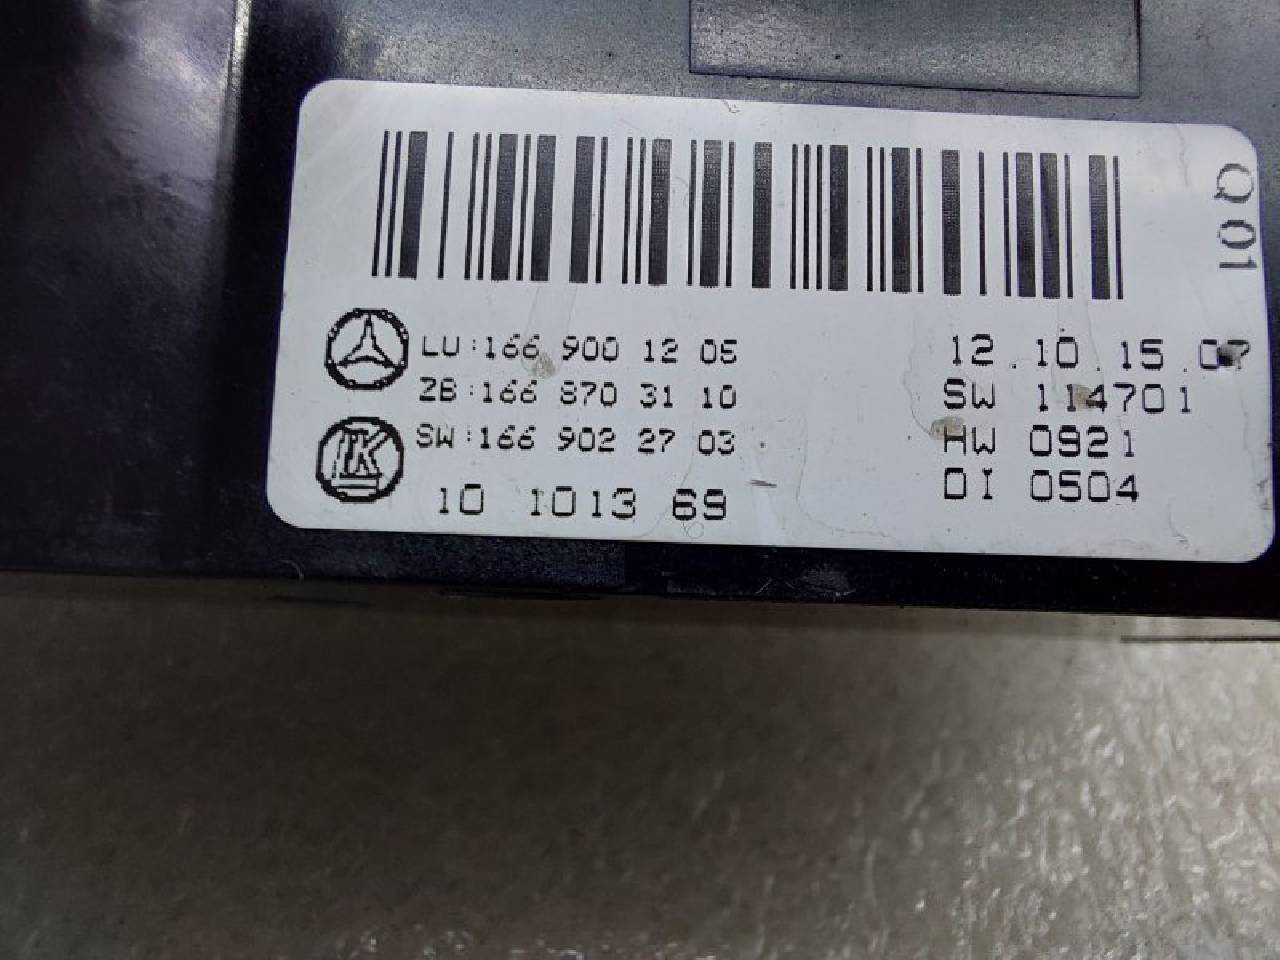 LU:166 900 12 05
ZB:166 870 31 10
SW:166 902 27 03
10 1013 69
12.10.15.07
SW 114701
HW 0921
DI 0504
Q01